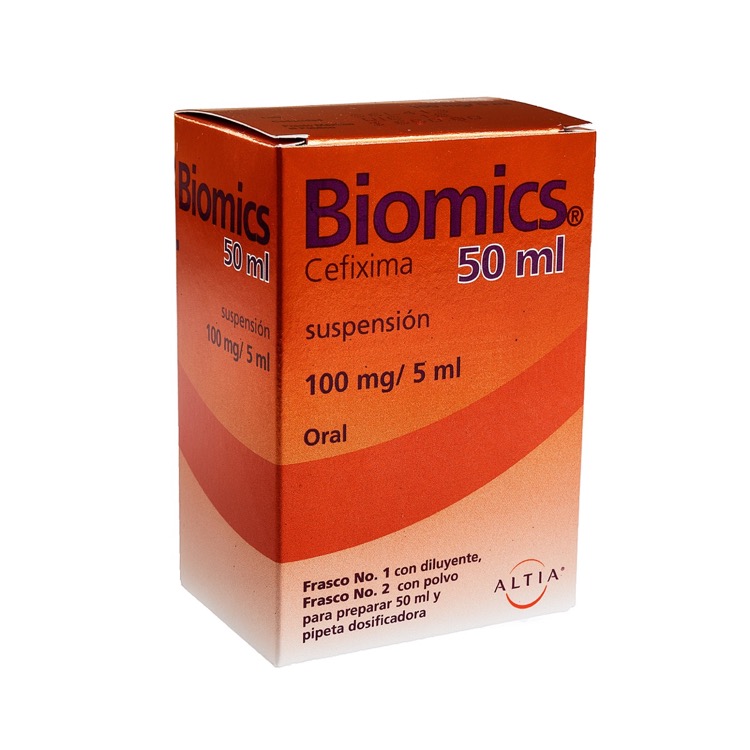 Biomics®
Cefixima 50 ml
suspensión
100 mg/ 5 ml
Oral
Frasco No. 1 con diluyente,
Frasco No. 2 con polvo
para preparar 50 ml y
pipeta dosificadora
ALTIA®
Biomics
50 ml
suspensión
100 mg/ 5 ml